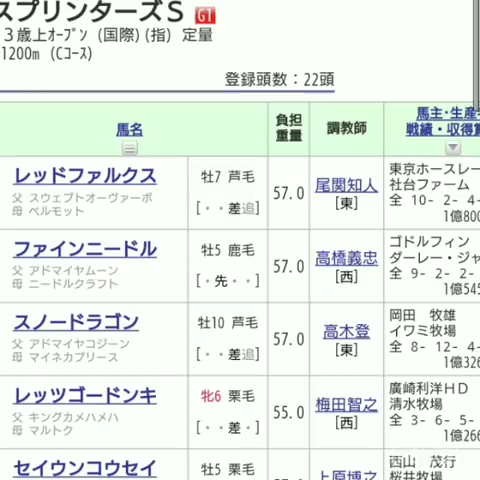 スプリンターズＳ G1
３歳上オープン (国際)(指) 定量
1200m (Cコース)
登録頭数：22頭
馬名
負担
重量
調教師
馬主･生産
戦績・収得
レッドファルクス
父 スウェプトオーヴァーボ
母 ベルモット
牡7 芦毛
[・・差追]
57.0
尾関知人
[東]
東京ホースレー
社台ファーム
全 10- 2- 4-
1億800
ファインニードル
父 アドマイヤムーン
母 ニードルクラフト
牡5 鹿毛
[・先・・]
57.0
高橋義忠
[西]
ゴドルフィン
ダーレー・ジャ
全 9- 2- 2-
1億545
スノードラゴン
父 アドマイヤコジーン
母 マイネカプリース
牡10 芦毛
[・・差追]
57.0
高木登
[東]
岡田 牧雄
イワミ牧場
全 8- 12- 4-
1億326
レッツゴードンキ
父 キングカメハメハ
母 マルトク
牝6 栗毛
[・・差・]
55.0
梅田智之
[西]
廣崎利洋ＨＤ
清水牧場
全 3- 6- 5-
1億266
セイウンコウセイ
牡5 栗毛
上原博之
西山 茂行
桜井牧場